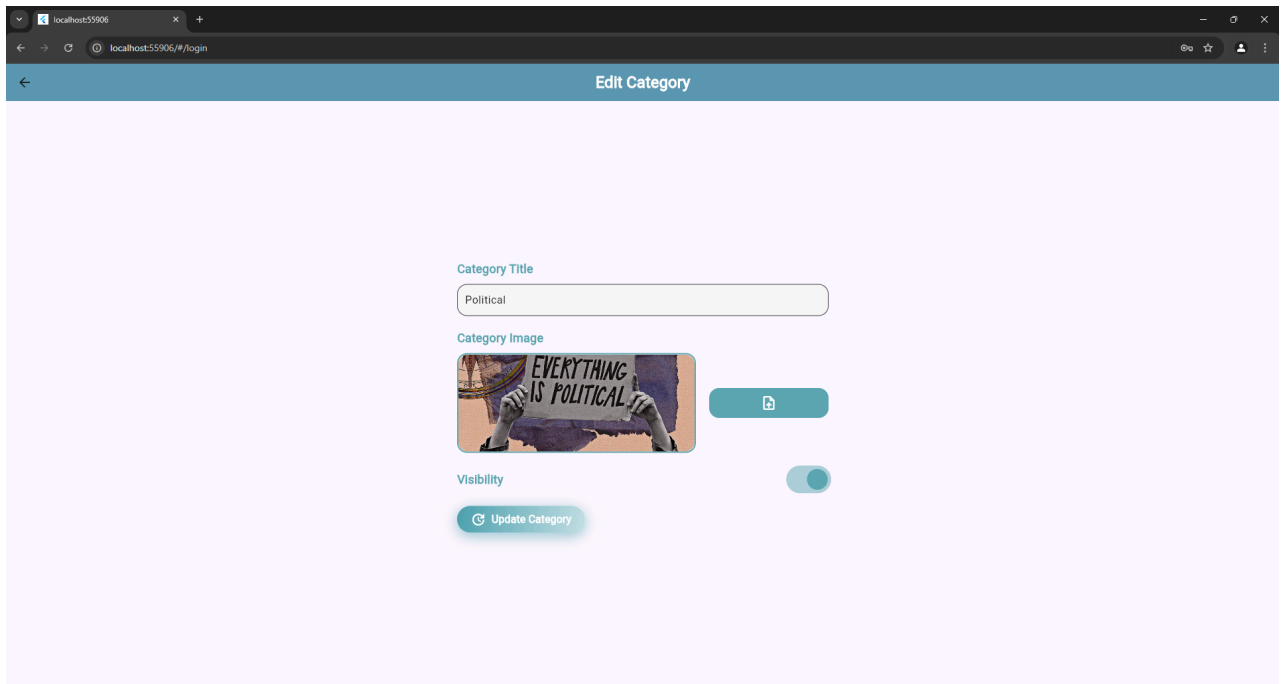 localhost:55906
localhost:55906/#/login
Edit Category
Category Title
Political
Category Image
EVERYTHING
IS POLITICAL
Visibility
Update Category